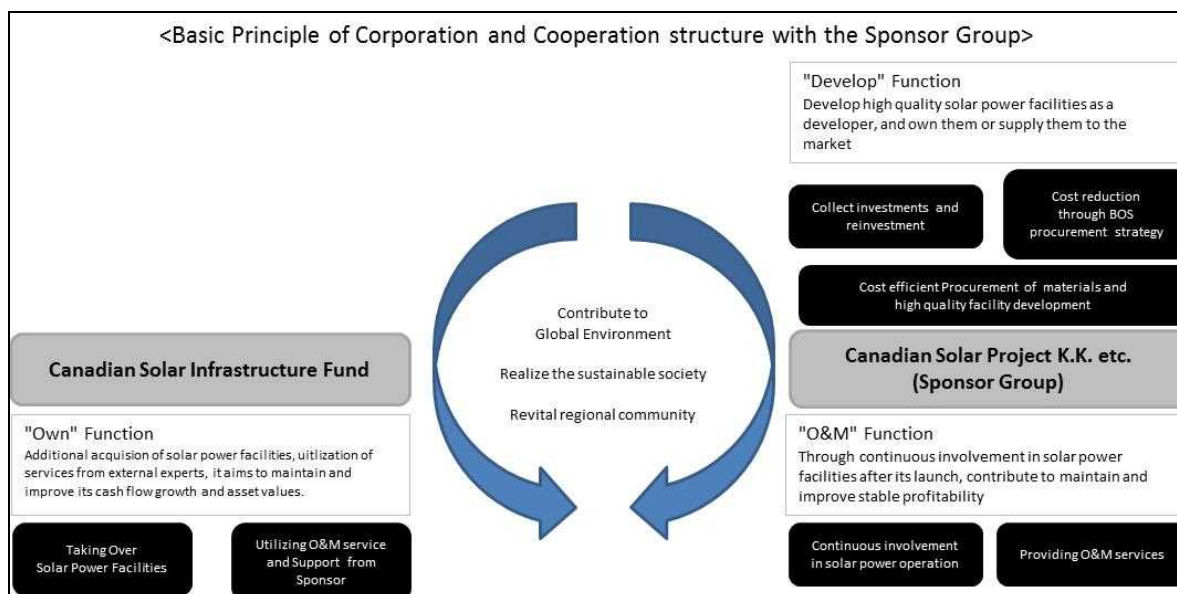 <Basic Principle of Corporation and Cooperation structure with the Sponsor Group>
"Develop" Function
Develop high quality solar power facilities as a
developer, and own them or supply them to the
market
Collect investments and
reinvestment
Cost reduction
through BOS
procurement strategy
Cost efficient Procurement of materials and
high quality facility development
Contribute to
Global Environment
Realize the sustainable society
Revital regional community
Canadian Solar Infrastructure Fund
Canadian Solar Project K.K. etc.
(Sponsor Group)
"Own" Function
Additional acquision of solar power facilities, uitlization of
services from external experts, it aims to maintain and
improve its cash flow growth and asset values.
Taking Over
Solar Power Facilities
Utilizing O&M service
and Support from
Sponsor
"O&M" Function
Through continuous involvement in solar power
facilities after its launch, contribute to maintain and
improve stable profitability
Continuous involvement
in solar power operation
Providing O&M services